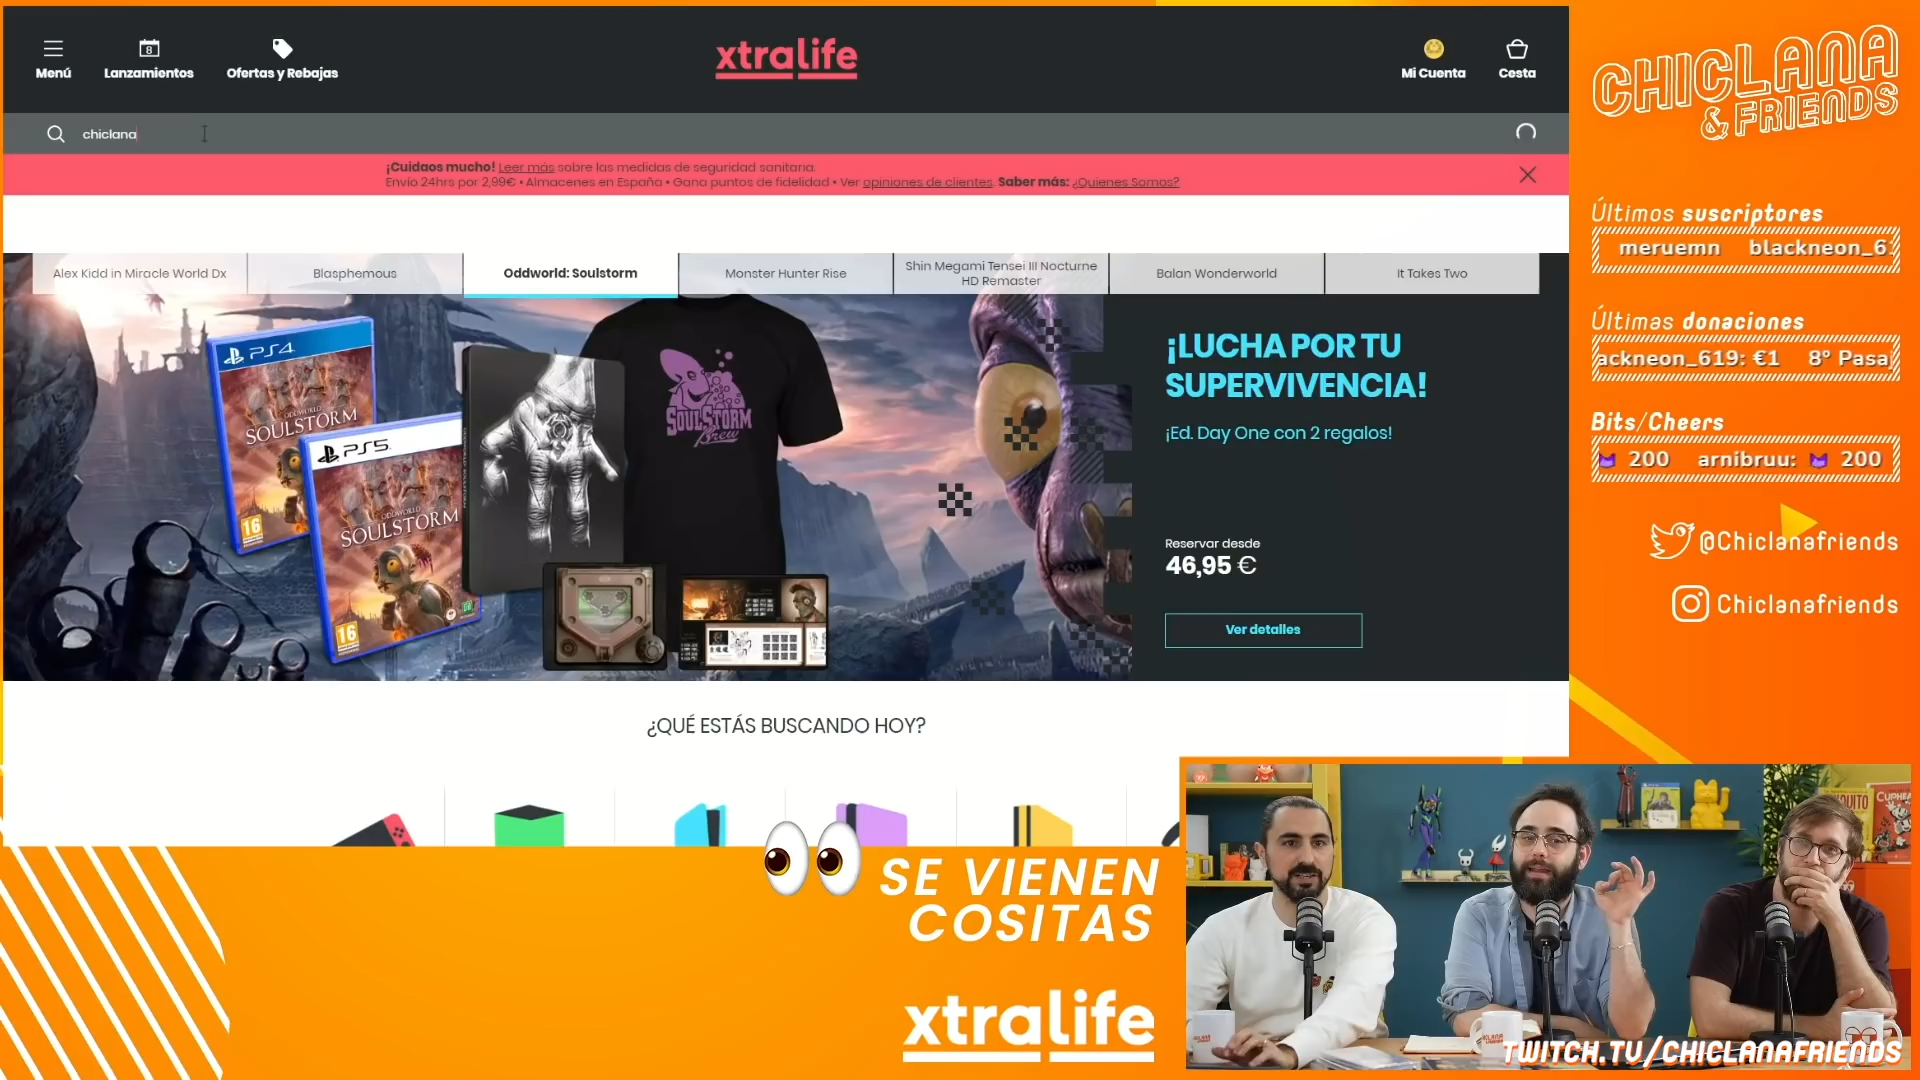 Menú
Lanzamientos
Ofertas y Rebajas
xtralife
Mi Cuenta
Cesta
chiclana
¡Cuidaos mucho! Leer más sobre las medidas de seguridad sanitaria.
Envío 24hrs por 2,99€ • Almacenes en España • Gana puntos de fidelidad • Ver opiniones de clientes. Saber más: ¿Quienes Somos?
Alex Kidd in Miracle World Dx
Blasphemous
Oddworld: Soulstorm
Monster Hunter Rise
Shin Megami Tensei III Nocturne
HD Remaster
Balan Wonderworld
It Takes Two
PS4
ODDWORLD
SOULSTORM
16
PS5
ODDWORLD
SOULSTORM
16
SOULSTORM
Brew
¡LUCHA POR TU
SUPERVIVENCIA!
¡Ed. Day One con 2 regalos!
Reservar desde
46,95 €
Ver detalles
¿QUÉ ESTÁS BUSCANDO HOY?
SE VIENEN
COSITAS
xtralife
CHICLANA
& FRIENDS
Últimos suscriptores
meruemn blackneon_6
Últimas donaciones
ackneon_619: €1 8º Pasa
Bits/Cheers
200 arnibruu: 200
@Chiclanafriends
Chiclanafriends
CUPHEA
TWITCH.TV/CHICLANAFRIENDS